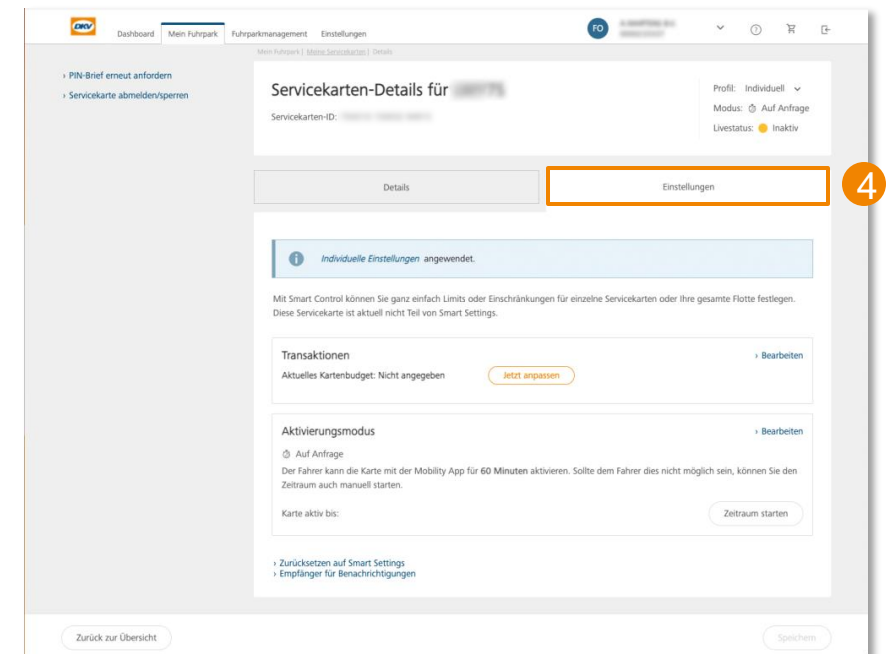 DKV
Dashboard Mein Fuhrpark Fuhrparkmanagement Einstellungen FO
Mein Fuhrpark | Meine Servicekarten | Details
› PIN-Brief erneut anfordern
› Servicekarte abmelden/sperren
Servicekarten-Details für
Servicekarten-ID:
Profil: Individuell
Modus: Auf Anfrage
Livestatus: Inaktiv
Details
Einstellungen
4
i Individuelle Einstellungen angewendet.
Mit Smart Control können Sie ganz einfach Limits oder Einschränkungen für einzelne Servicekarten oder Ihre gesamte Flotte festlegen.
Diese Servicekarte ist aktuell nicht Teil von Smart Settings.
Transaktionen › Bearbeiten
Aktuelles Kartenbudget: Nicht angegeben Jetzt anpassen
Aktivierungsmodus › Bearbeiten
Auf Anfrage
Der Fahrer kann die Karte mit der Mobility App für 60 Minuten aktivieren. Sollte dem Fahrer dies nicht möglich sein, können Sie den
Zeitraum auch manuell starten.
Karte aktiv bis: Zeitraum starten
› Zurücksetzen auf Smart Settings
› Empfänger für Benachrichtigungen
Zurück zur Übersicht Speichern